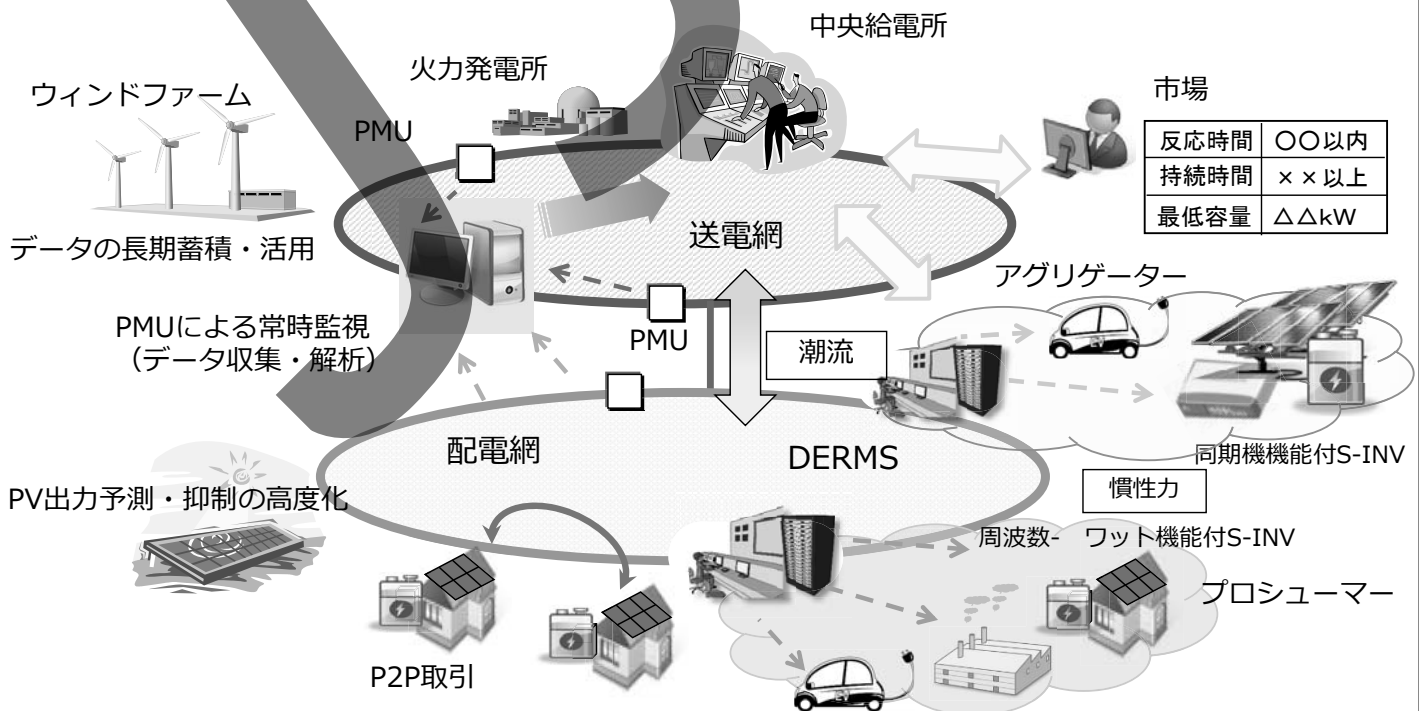 中央給電所
火力発電所
ウィンドファーム
市場
PMU
反応時間 〇〇以内
持続時間 ××以上
最低容量 △△kW
送電網
データの長期蓄積・活用
アグリゲーター
PMUによる常時監視
（データ収集・解析）
PMU
潮流
配電網
DERMS
同期機機能付S-INV
慣性力
PV出力予測・抑制の高度化
周波数- ワット機能付S-INV
プロシューマー
P2P取引